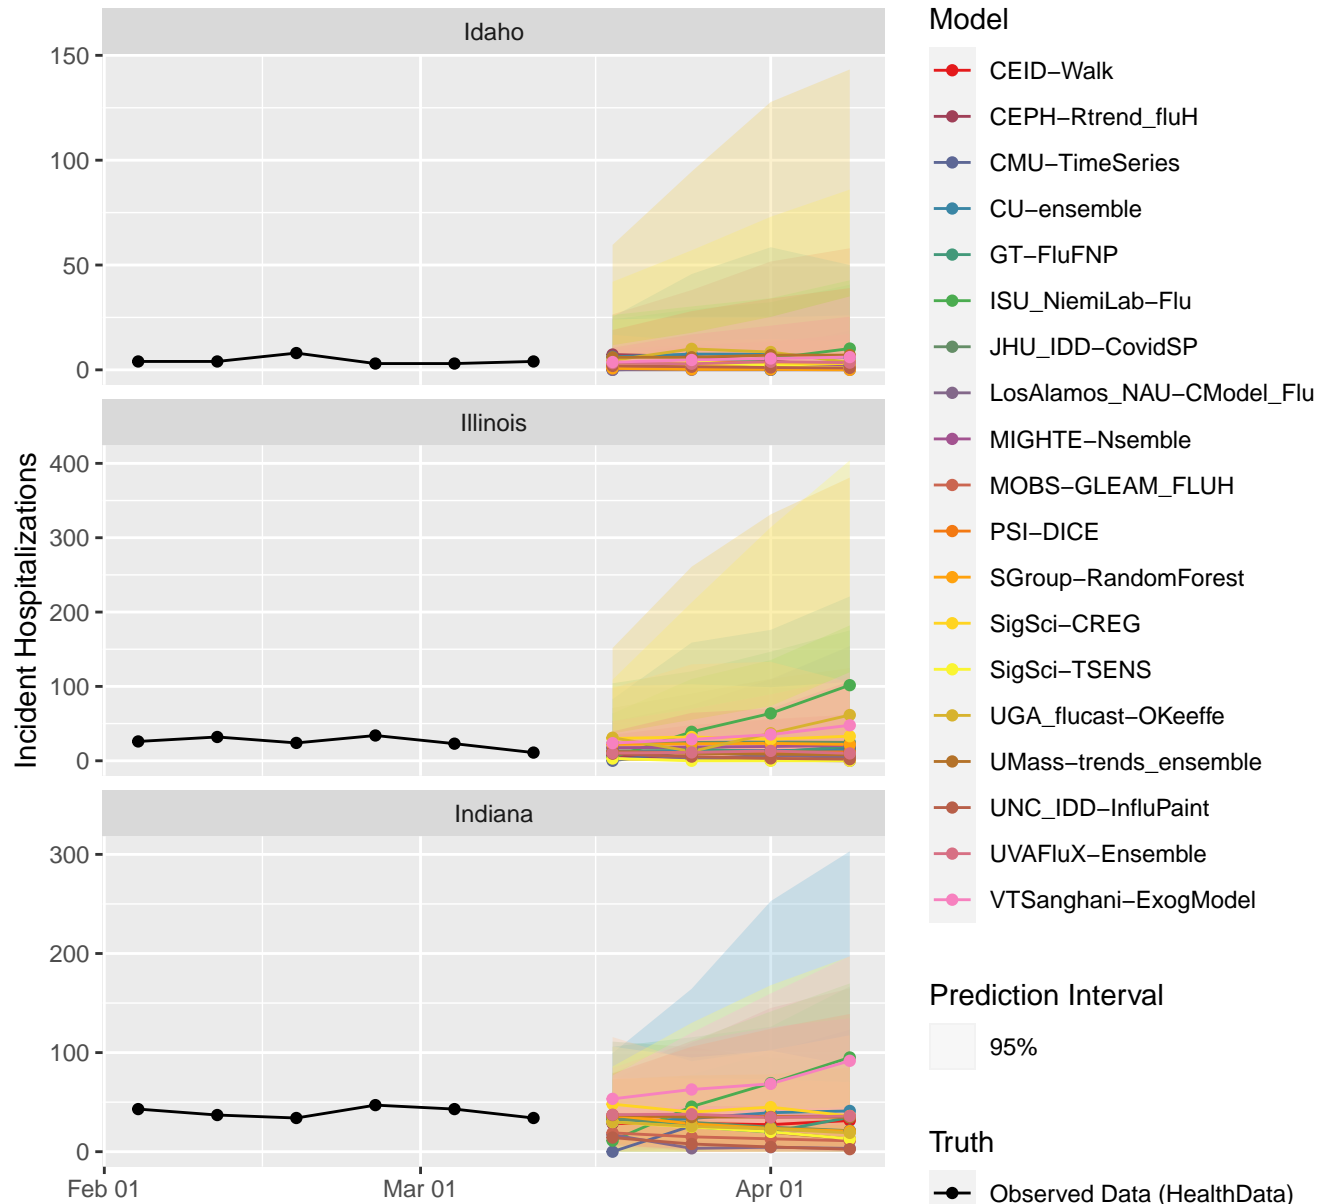 Idaho
150
100
50
0
Illinois
400
300
200
100
0
Indiana
300
200
100
0
Feb 01
Mar 01
Apr 01
Incident Hospitalizations
Model
CEID−Walk
CEPH−Rtrend_fluH
CMU−TimeSeries
CU−ensemble
GT−FluFNP
ISU_NiemiLab−Flu
JHU_IDD−CovidSP
LosAlamos_NAU−CModel_Flu
MIGHTE−Nsemble
MOBS−GLEAM_FLUH
PSI−DICE
SGroup−RandomForest
SigSci−CREG
SigSci−TSENS
UGA_flucast−OKeeffe
UMass−trends_ensemble
UNC_IDD−InfluPaint
UVAFluX−Ensemble
VTSanghani−ExogModel
Prediction Interval
95%
Truth
Observed Data (HealthData)